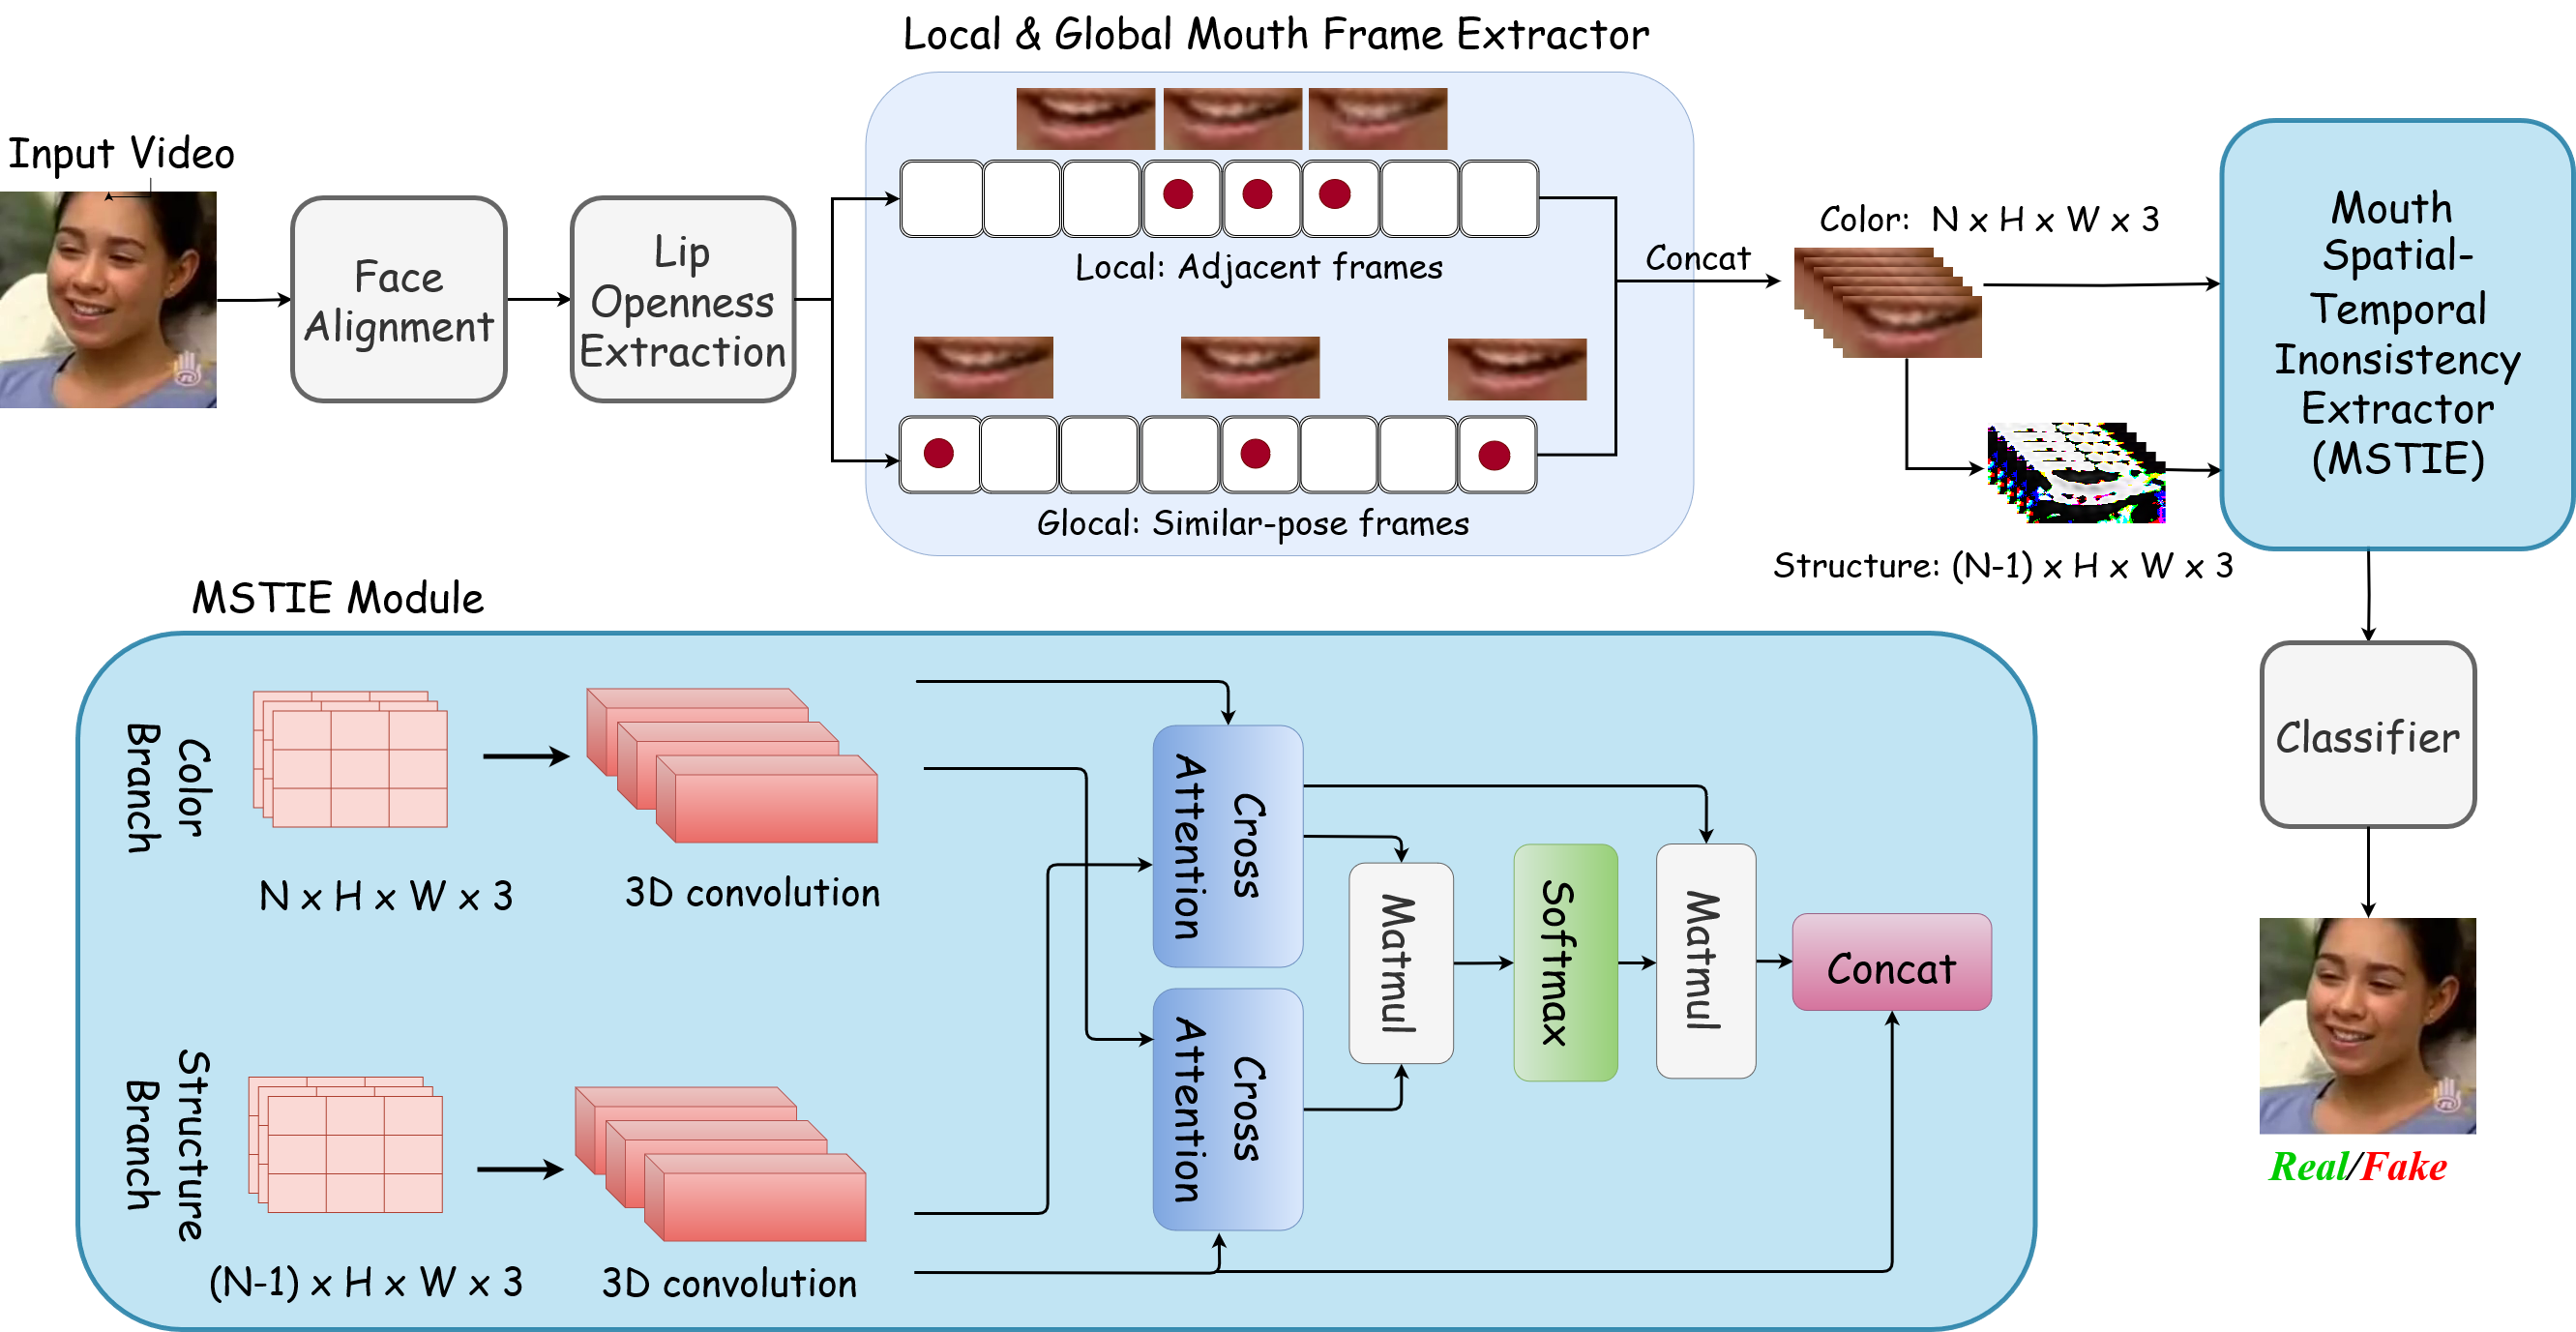 Local & Global Mouth Frame Extractor
Input Video
Face
Alignment
Lip
Openness
Extraction
Local: Adjacent frames
Glocal: Similar-pose frames
Concat
Color: N x H x W x 3
Structure: (N-1) x H x W x 3
Mouth
Spatial-
Temporal
Inonsistency
Extractor
(MSTIE)
Classifier
Real/Fake
MSTIE Module
Color
Branch
N x H x W x 3
3D convolution
Structure
Branch
(N-1) x H x W x 3
3D convolution
Cross
Attention
Cross
Attention
Matmul
Softmax
Matmul
Concat